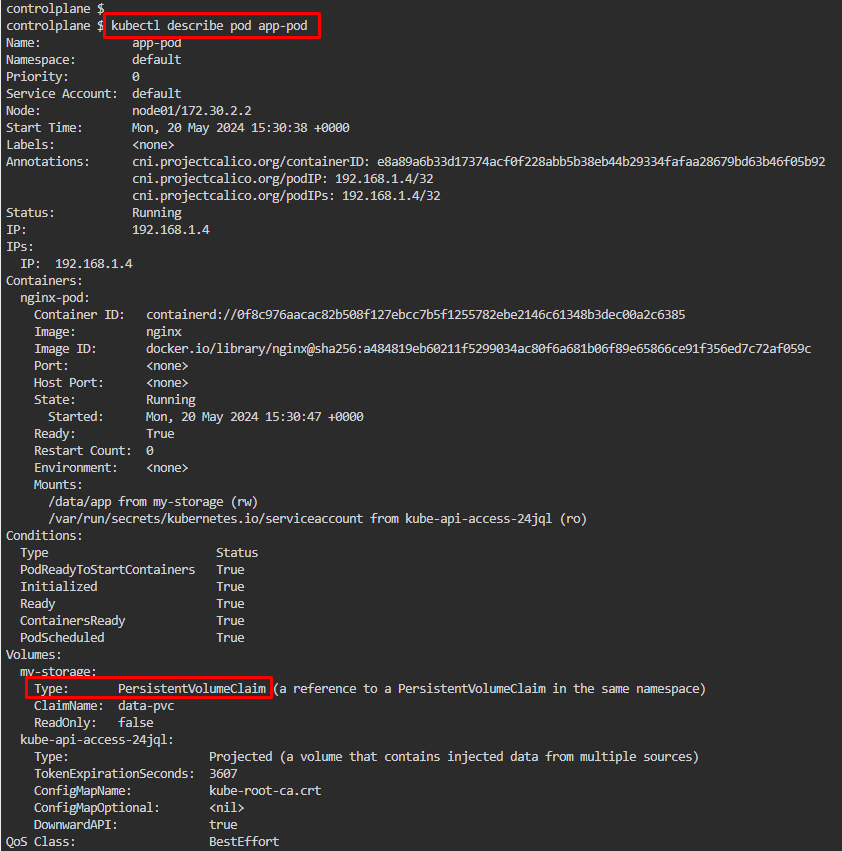 controlplane $
controlplane $ kubectl describe pod app-pod
Name:             app-pod
Namespace:        default
Priority:         0
Service Account:  default
Node:             node01/172.30.2.2
Start Time:       Mon, 20 May 2024 15:30:38 +0000
Labels:           <none>
Annotations:      cni.projectcalico.org/containerID: e8a89a6b33d17374acf0f228abb5b38eb44b29334fafaa28679bd63b46f05b92
                  cni.projectcalico.org/podIP: 192.168.1.4/32
                  cni.projectcalico.org/podIPs: 192.168.1.4/32
Status:           Running
IP:               192.168.1.4
IPs:
  IP:  192.168.1.4
Containers:
  nginx-pod:
    Container ID:   containerd://0f8c976aacac82b508f127ebcc7b5f1255782ebe2146c61348b3dec00a2c6385
    Image:          nginx
    Image ID:       docker.io/library/nginx@sha256:a484819eb60211f5299034ac80f6a681b06f89e65866ce91f356ed7c72af059c
    Port:           <none>
    Host Port:      <none>
    State:          Running
      Started:      Mon, 20 May 2024 15:30:47 +0000
    Ready:          True
    Restart Count:  0
    Environment:    <none>
    Mounts:
      /data/app from my-storage (rw)
      /var/run/secrets/kubernetes.io/serviceaccount from kube-api-access-24jql (ro)
Conditions:
  Type                        Status
  PodReadyToStartContainers   True
  Initialized                 True
  Ready                       True
  ContainersReady             True
  PodScheduled                True
Volumes:
  my-storage:
    Type:       PersistentVolumeClaim (a reference to a PersistentVolumeClaim in the same namespace)
    ClaimName:  data-pvc
    ReadOnly:   false
  kube-api-access-24jql:
    Type:                    Projected (a volume that contains injected data from multiple sources)
    TokenExpirationSeconds:  3607
    ConfigMapName:           kube-root-ca.crt
    ConfigMapOptional:       <nil>
    DownwardAPI:             true
QoS Class:                   BestEffort